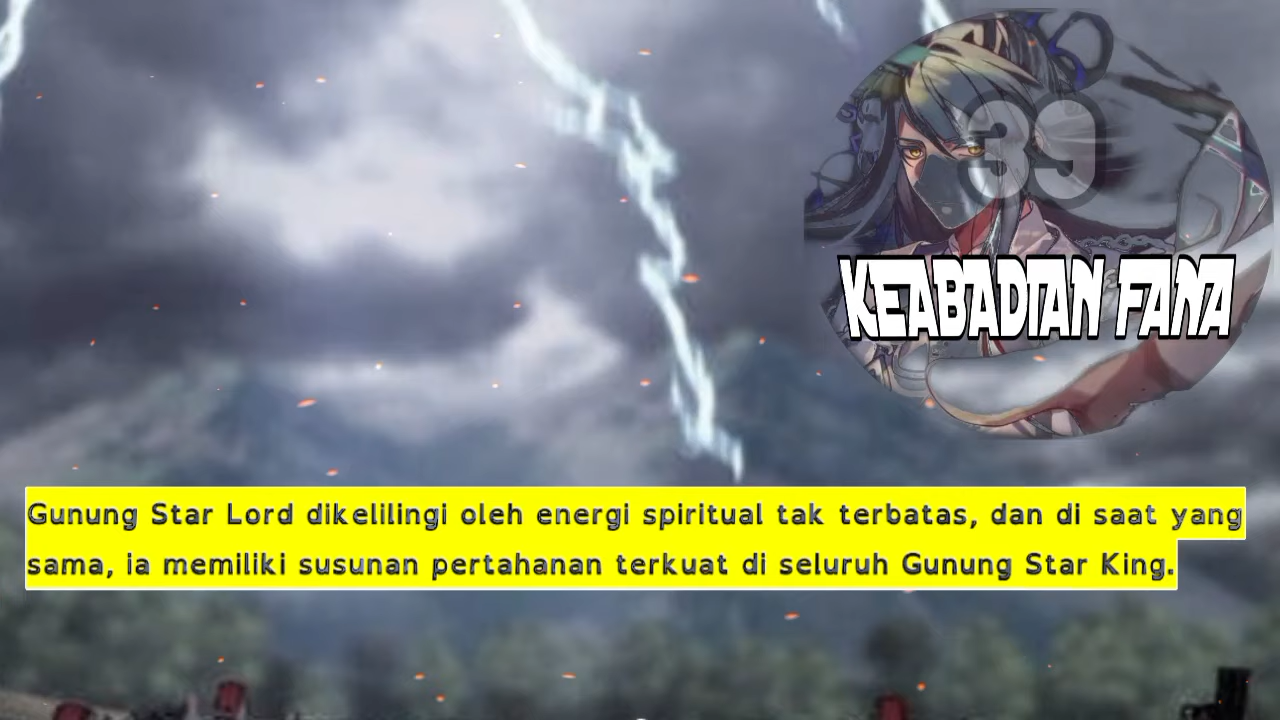 39
KEABADIAN FANA
Gunung Star Lord dikelilingi oleh energi spiritual tak terbatas, dan di saat yang
sama, ia memiliki susunan pertahanan terkuat di seluruh Gunung Star King.